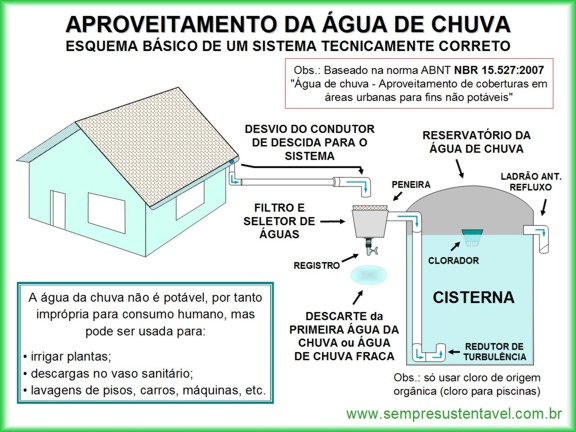 APROVEITAMENTO DA ÁGUA DE CHUVA
ESQUEMA BÁSICO DE UM SISTEMA TECNICAMENTE CORRETO
Obs.: Baseado na norma ABNT NBR 15.527:2007
"Água de chuva - Aproveitamento de coberturas em
áreas urbanas para fins não potáveis"
DESVIO DO CONDUTOR
DE DESCIDA PARA O
SISTEMA
RESERVATÓRIO DA
ÁGUA DE CHUVA
LADRÃO ANT.
REFLUXO
PENEIRA
FILTRO E
SELETOR DE
ÁGUAS
REGISTRO
CLORADOR
CISTERNA
DESCARTE da
PRIMEIRA ÁGUA DA
CHUVA ou ÁGUA
DE CHUVA FRACA
REDUTOR DE
TURBULÊNCIA
A água da chuva não é potável, por tanto
imprópria para consumo humano, mas
pode ser usada para:
• irrigar plantas;
• descargas no vaso sanitário;
• lavagens de pisos, carros, máquinas, etc.
Obs.: só usar cloro de origem
orgânica (cloro para piscinas)
www.sempresustentavel.com.br